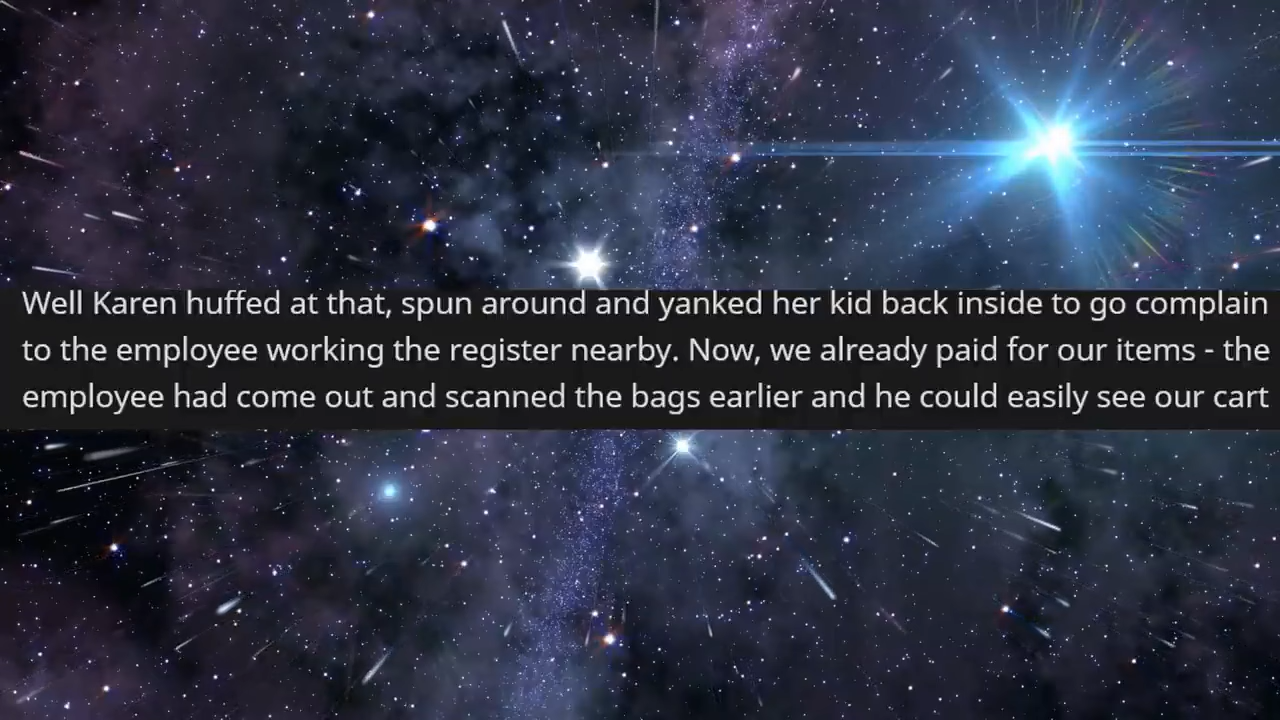 Well Karen huffed at that, spun around and yanked her kid back inside to go complain
to the employee working the register nearby. Now, we already paid for our items - the
employee had come out and scanned the bags earlier and he could easily see our cart